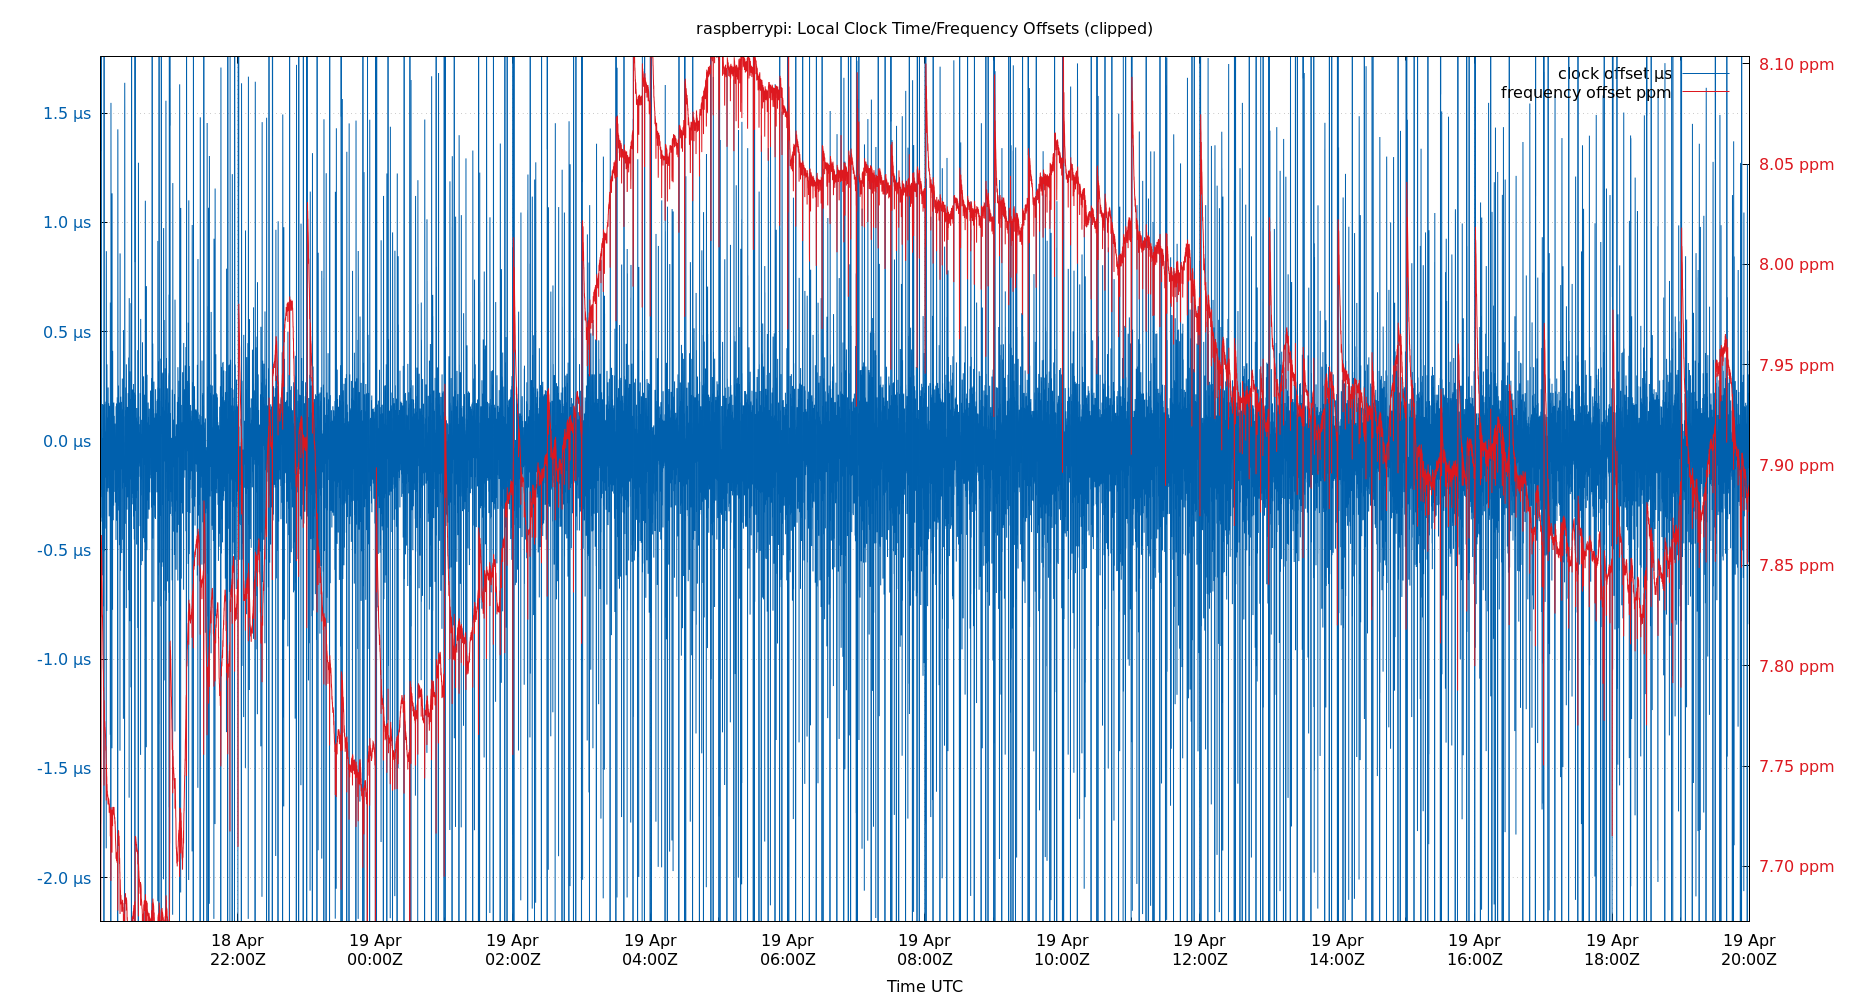 raspberrypi: Local Clock Time/Frequency Offsets (clipped)
clock offset µs
frequency offset ppm
1.5 µs
1.0 µs
0.5 µs
0.0 µs
-0.5 µs
-1.0 µs
-1.5 µs
-2.0 µs
8.10 ppm
8.05 ppm
8.00 ppm
7.95 ppm
7.90 ppm
7.85 ppm
7.80 ppm
7.75 ppm
7.70 ppm
18 Apr 19 Apr 19 Apr 19 Apr 19 Apr 19 Apr 19 Apr 19 Apr 19 Apr 19 Apr 19 Apr 19 Apr
22:00Z 00:00Z 02:00Z 04:00Z 06:00Z 08:00Z 10:00Z 12:00Z 14:00Z 16:00Z 18:00Z 20:00Z
Time UTC